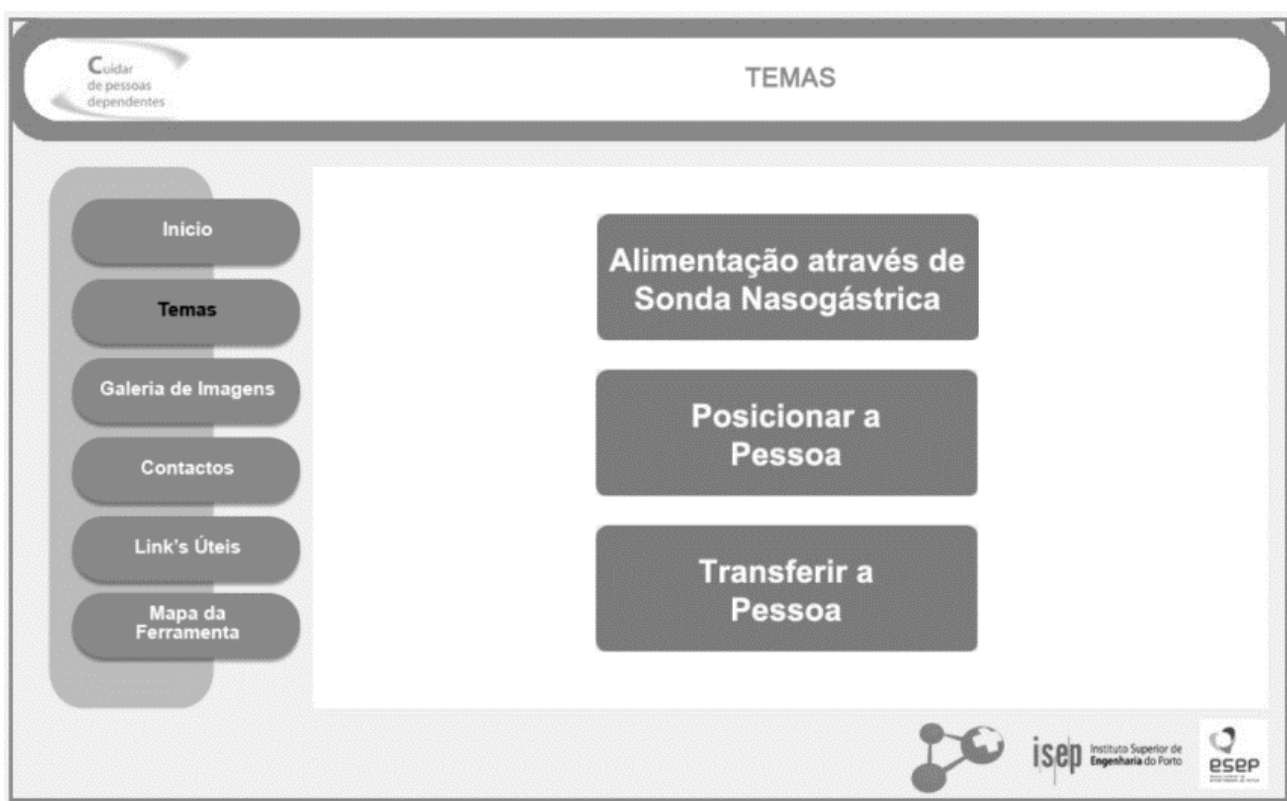 Cuidar
de pessoas
dependentes
TEMAS
Início
Temas
Galeria de Imagens
Contactos
Link's Úteis
Mapa da
Ferramenta
Alimentação através de
Sonda Nasogástrica
Posicionar a
Pessoa
Transferir a
Pessoa
isep
Instituto Superior de
Engenharia do Porto
esep